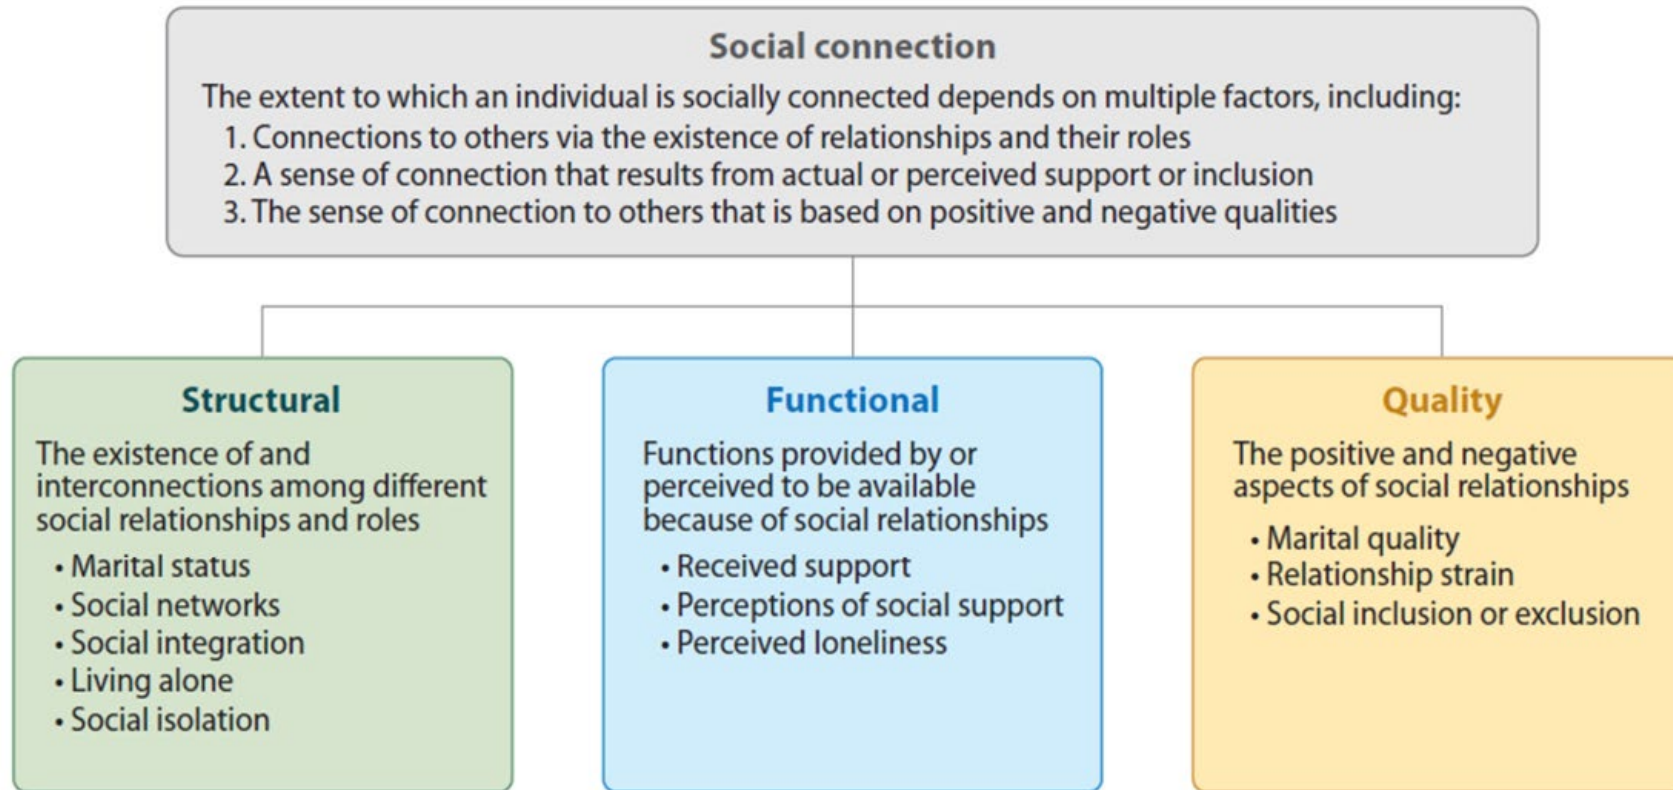 Social connection
The extent to which an individual is socially connected depends on multiple factors, including:
1. Connections to others via the existence of relationships and their roles
2. A sense of connection that results from actual or perceived support or inclusion
3. The sense of connection to others that is based on positive and negative qualities
Structural
The existence of and
interconnections among different
social relationships and roles
• Marital status
• Social networks
• Social integration
• Living alone
• Social isolation
Functional
Functions provided by or
perceived to be available
because of social relationships
• Received support
• Perceptions of social support
• Perceived loneliness
Quality
The positive and negative
aspects of social relationships
• Marital quality
• Relationship strain
• Social inclusion or exclusion